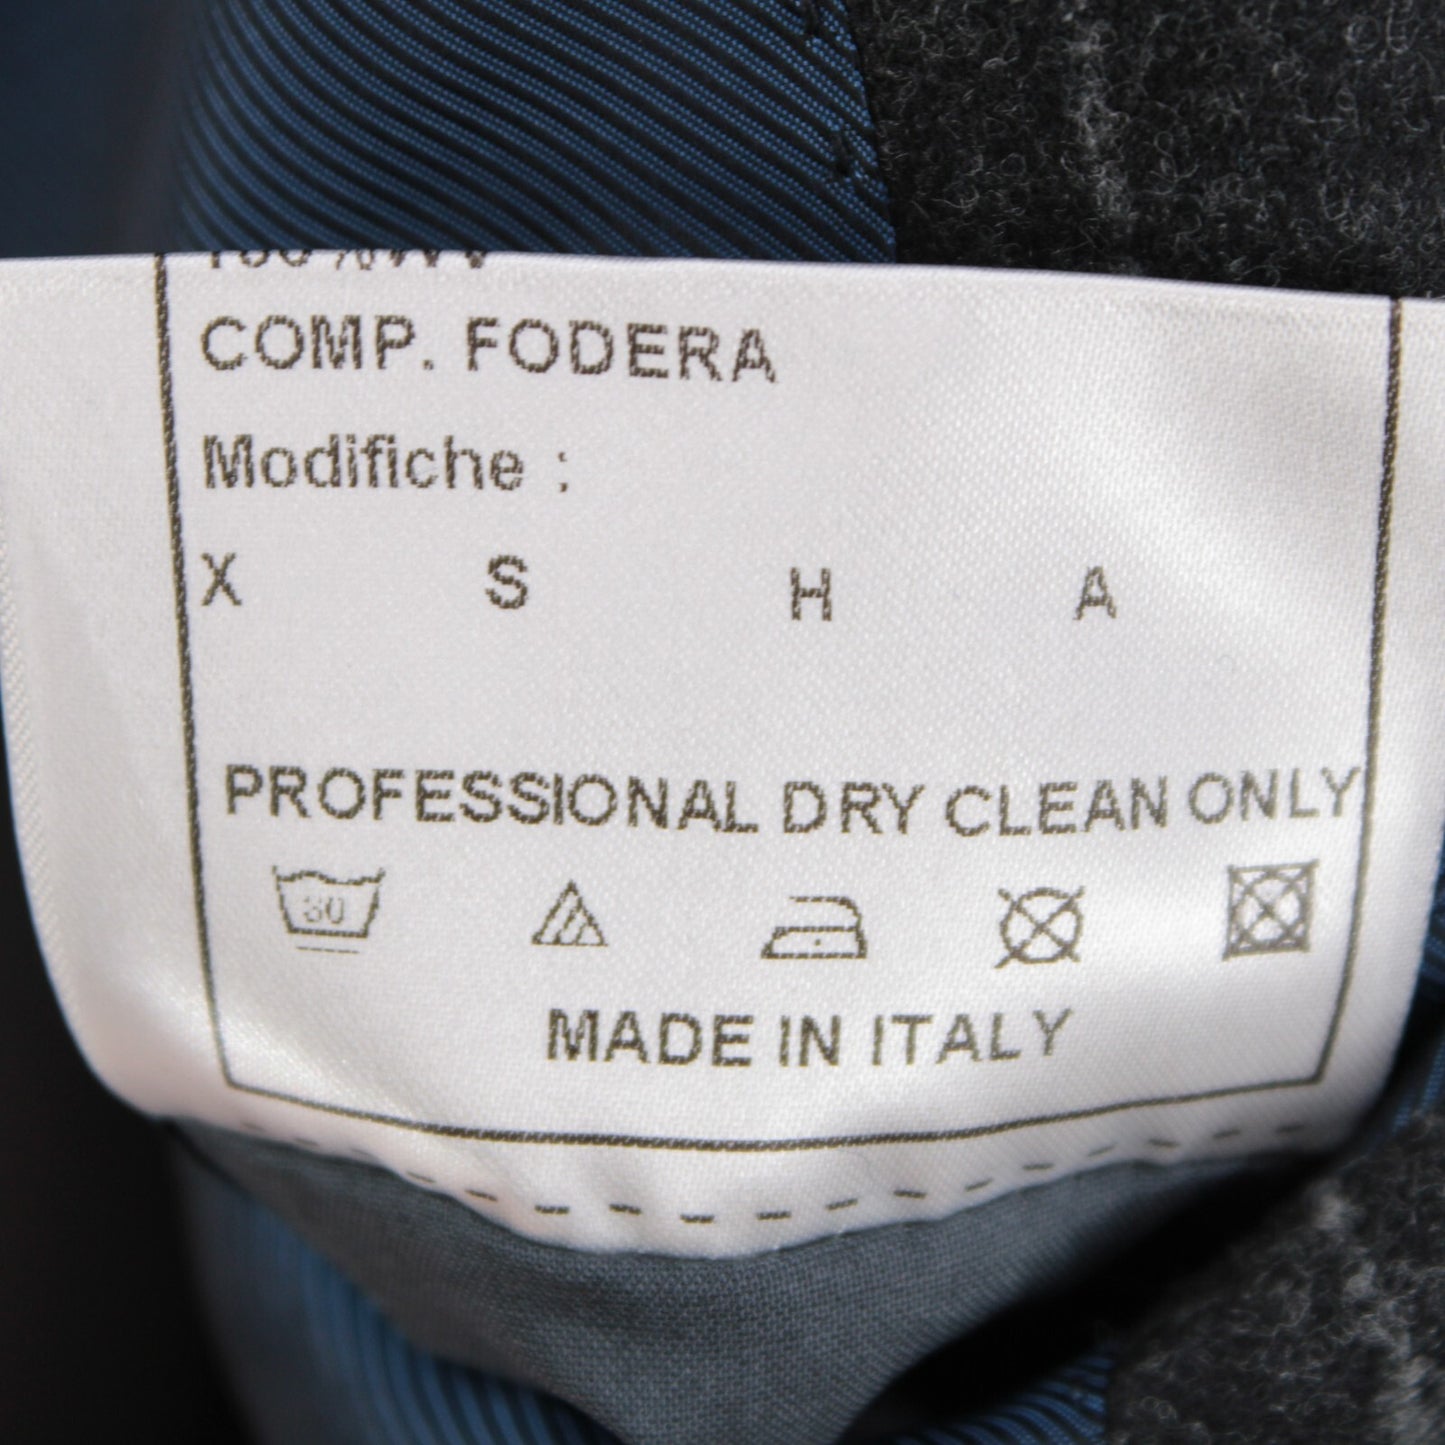 COMP. FODERA
Modifiche :
X S H A
PROFESSIONAL DRY CLEAN ONLY
30
MADE IN ITALY